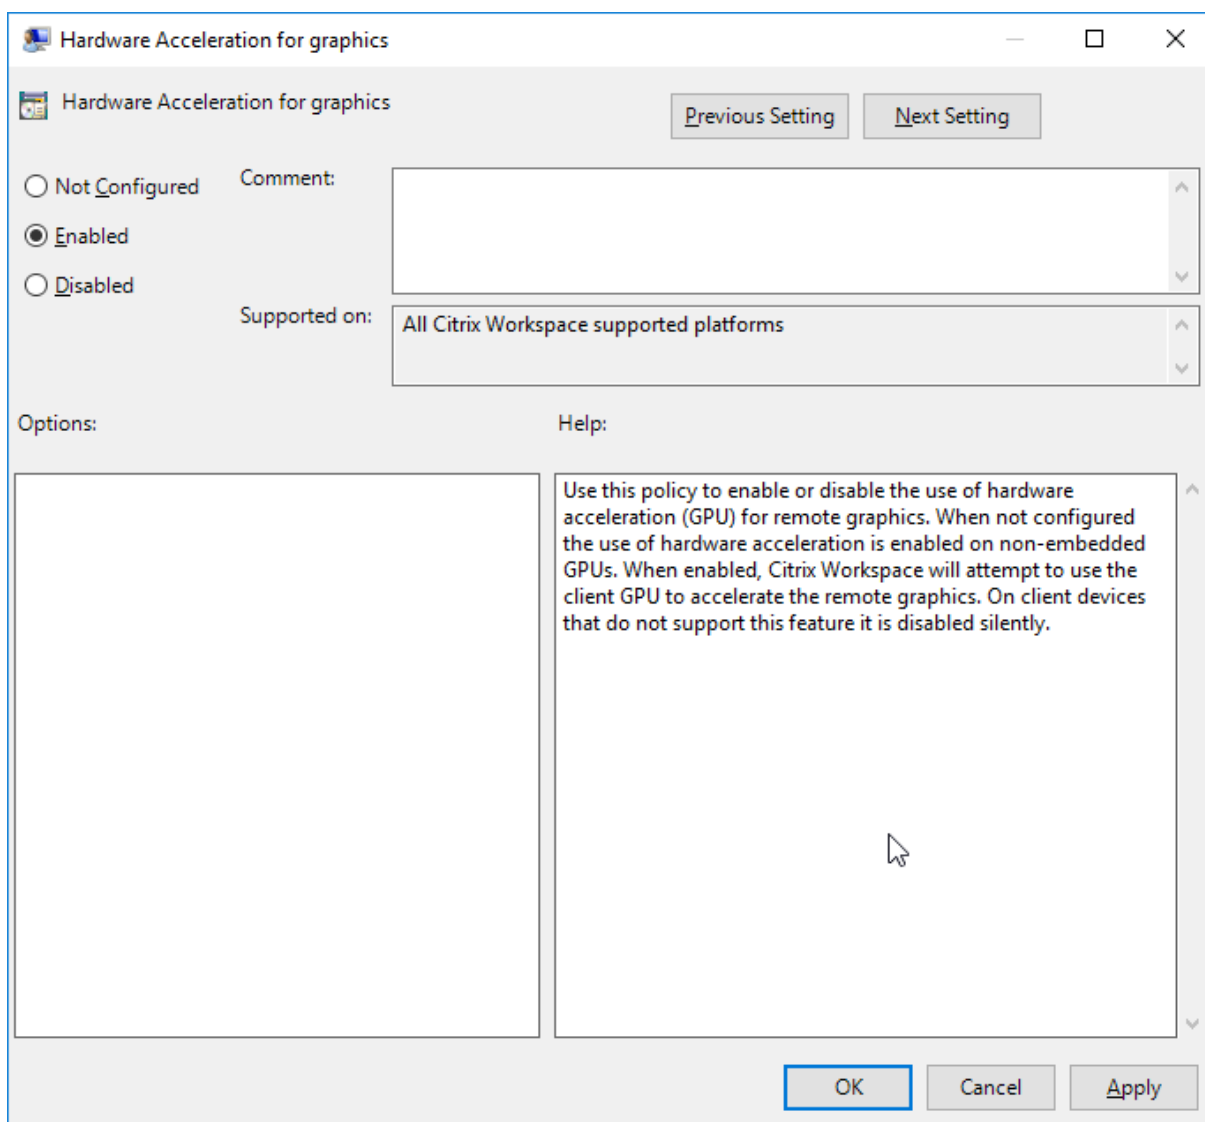 Hardware Acceleration for graphics
Hardware Acceleration for graphics
Previous Setting
Next Setting
Not Configured
Comment:
Enabled
Disabled
Supported on:
All Citrix Workspace supported platforms
Options:
Help:
Use this policy to enable or disable the use of hardware
acceleration (GPU) for remote graphics. When not configured
the use of hardware acceleration is enabled on non-embedded
GPUs. When enabled, Citrix Workspace will attempt to use the
client GPU to accelerate the remote graphics. On client devices
that do not support this feature it is disabled silently.
OK
Cancel
Apply